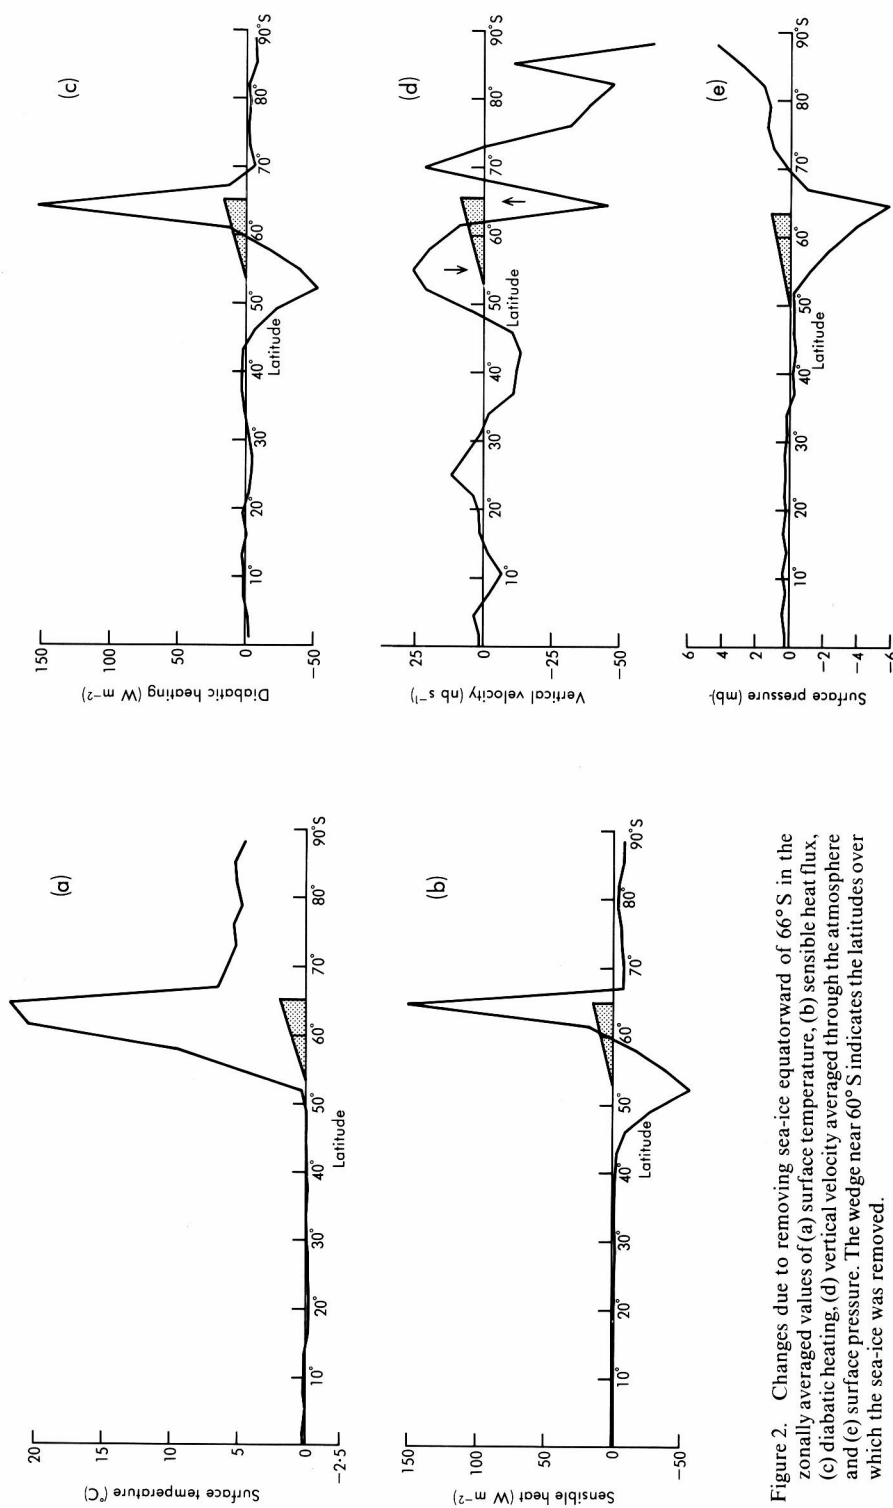 (a)
20
15
10
5
0
−2·5
Surface temperature (°C)
10° 20° 30° 40° 50° 60° 70° 80° 90°S
Latitude
(b)
150
100
50
0
−50
Sensible heat (W m⁻²)
10° 20° 30° 40° 50° 60° 70° 80° 90°S
Latitude
(c)
150
100
50
0
−50
Diabatic heating (W m⁻²)
10° 20° 30° 40° 50° 60° 70° 80° 90°S
Latitude
(d)
25
0
−25
−50
Vertical velocity (nb s⁻¹)
10° 20° 30° 40° 50° 60° 70° 80° 90°S
Latitude
(e)
6
4
2
0
−2
−4
−6
Surface pressure (mb)
10° 20° 30° 40° 50° 60° 70° 80° 90°S
Latitude
Figure 2. Changes due to removing sea-ice equatorward of 66° S in the
zonally averaged values of (a) surface temperature, (b) sensible heat flux,
(c) diabatic heating, (d) vertical velocity averaged through the atmosphere
and (e) surface pressure. The wedge near 60° S indicates the latitudes over
which the sea-ice was removed.